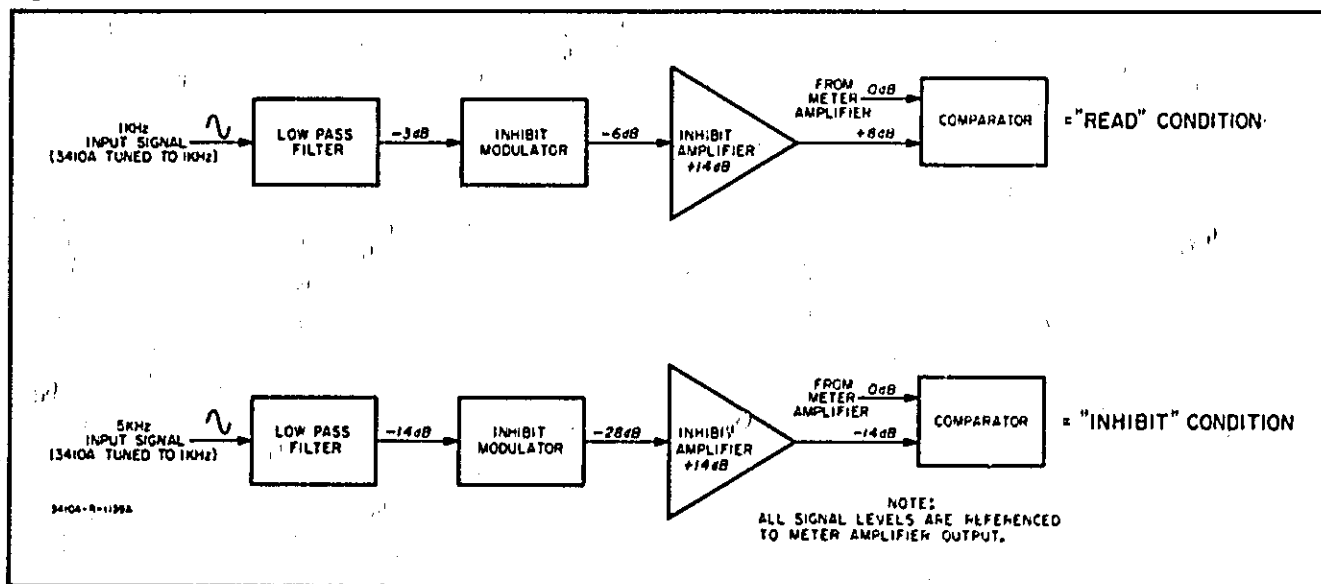 1KHz
INPUT SIGNAL
(3410A TUNED TO 1KHz)
LOW PASS
FILTER
-3dB
INHIBIT
MODULATOR
-6dB
INHIBIT
AMPLIFIER
+14dB
FROM
METER
AMPLIFIER
0dB
+8dB
COMPARATOR
="READ" CONDITION
5KHz
INPUT SIGNAL
(3410A TUNED TO 1KHz)
LOW PASS
FILTER
-14dB
INHIBIT
MODULATOR
-28dB
INHIBIT
AMPLIFIER
+14dB
FROM
METER
AMPLIFIER
0dB
-14dB
COMPARATOR
= "INHIBIT" CONDITION
NOTE:
ALL SIGNAL LEVELS ARE REFERENCED
TO METER AMPLIFIER OUTPUT.